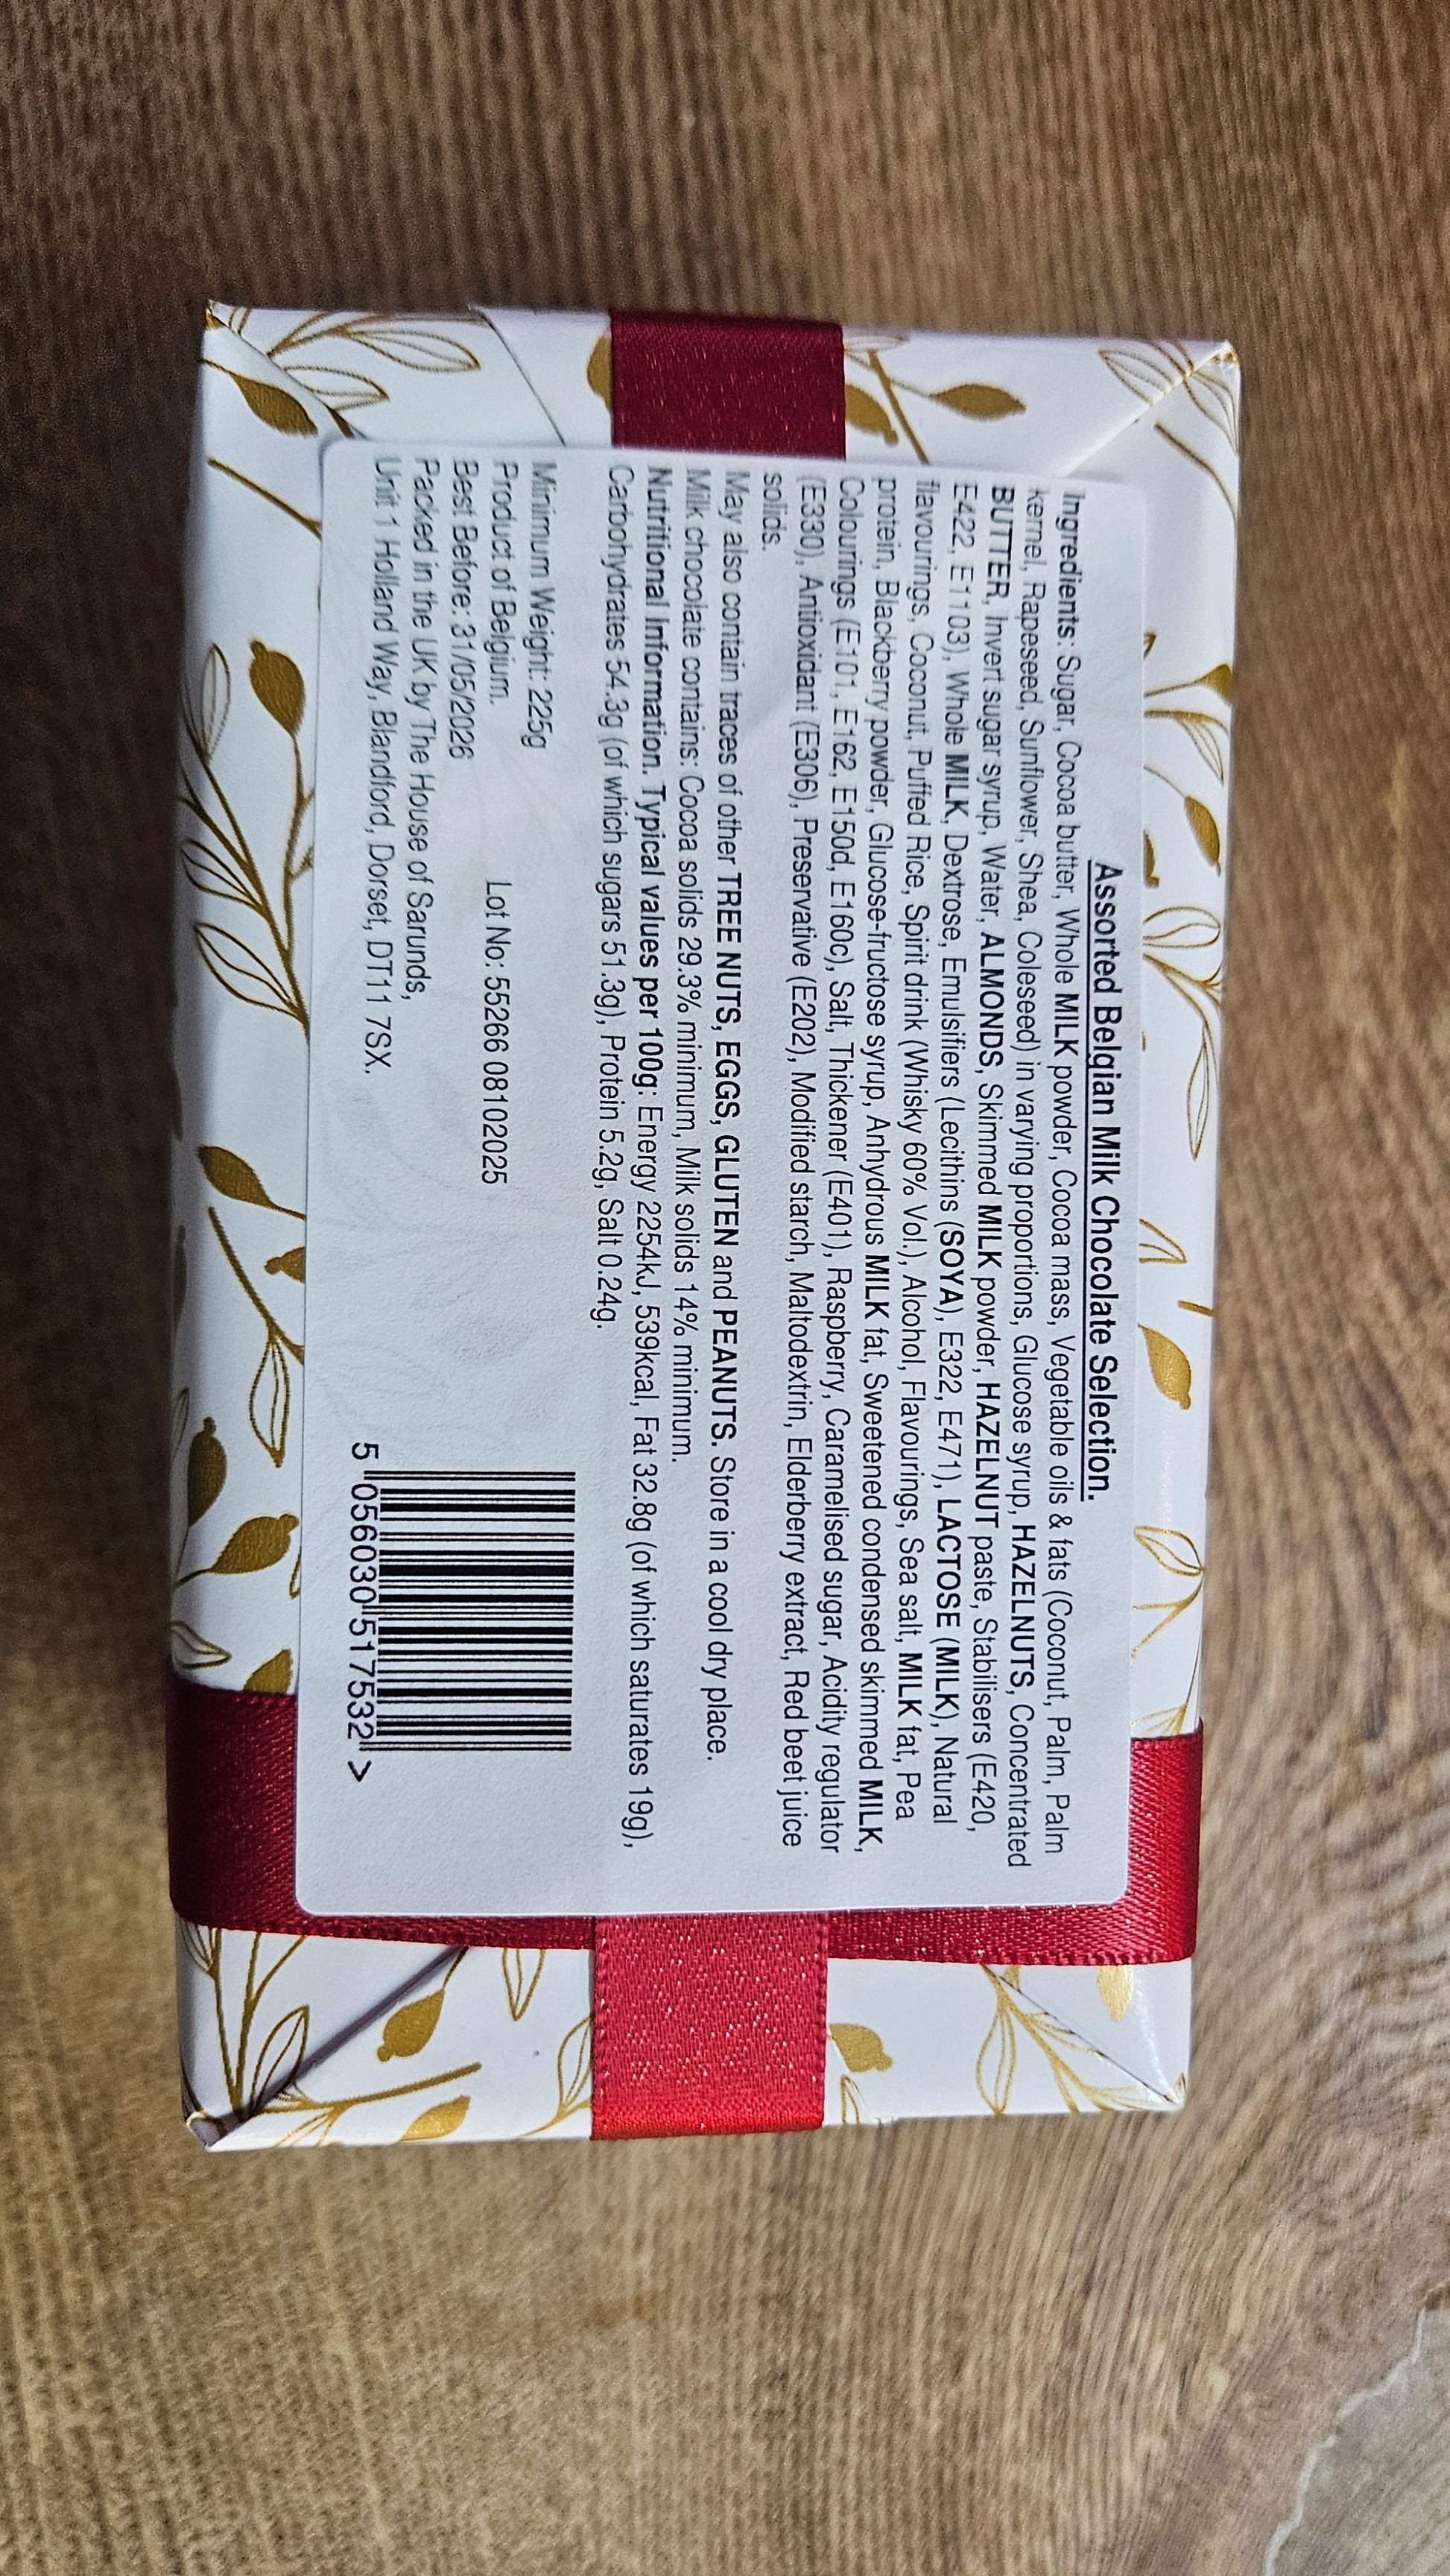 Assorted Belgian Milk Chocolate Selection.
Ingredients: Sugar, Cocoa butter, Whole MILK powder, Cocoa mass, Vegetable oils & fats (Coconut, Palm, Palm
kernel, Rapeseed, Sunflower, Shea, Coleseed) in varying proportions, Glucose syrup, HAZELNUTS, Concentrated
BUTTER, Invert sugar syrup, Water, ALMONDS, Skimmed MILK powder, HAZELNUT paste, Stabilisers (E420,
E422, E1103), Whole MILK, Dextrose, Emulsifiers (Lecithins (SOYA), E322, E471), LACTOSE (MILK), Natural
flavourings, Coconut, Puffed Rice, Spirit drink (Whisky 60% Vol.), Alcohol, Flavourings, Sea salt, MILK fat, Pea
protein, Blackberry powder, Glucose-fructose syrup, Anhydrous MILK fat, Sweetened condensed skimmed MILK,
Colourings (E101, E162, E150d, E160c), Salt, Thickener (E401), Raspberry, Caramelised sugar, Acidity regulator
(E330), Antioxidant (E306), Preservative (E202), Modified starch, Maltodextrin, Elderberry extract, Red beet juice
solids.
May also contain traces of other TREE NUTS, EGGS, GLUTEN and PEANUTS. Store in a cool dry place.
Milk chocolate contains: Cocoa solids 29.3% minimum, Milk solids 14% minimum.
Nutritional Information. Typical values per 100g: Energy 2254kJ, 539kcal, Fat 32.8g (of which saturates 19g),
Carbohydrates 54.3g (of which sugars 51.3g), Protein 5.2g, Salt 0.24g.
Minimum Weight: 225g
Product of Belgium. Lot No: 55266 08102025
Best Before: 31/05/2026
Packed in the UK by The House of Sarunds,
Unit 1 Holland Way, Blandford, Dorset, DT11 7SX.
5 056030 517532 >